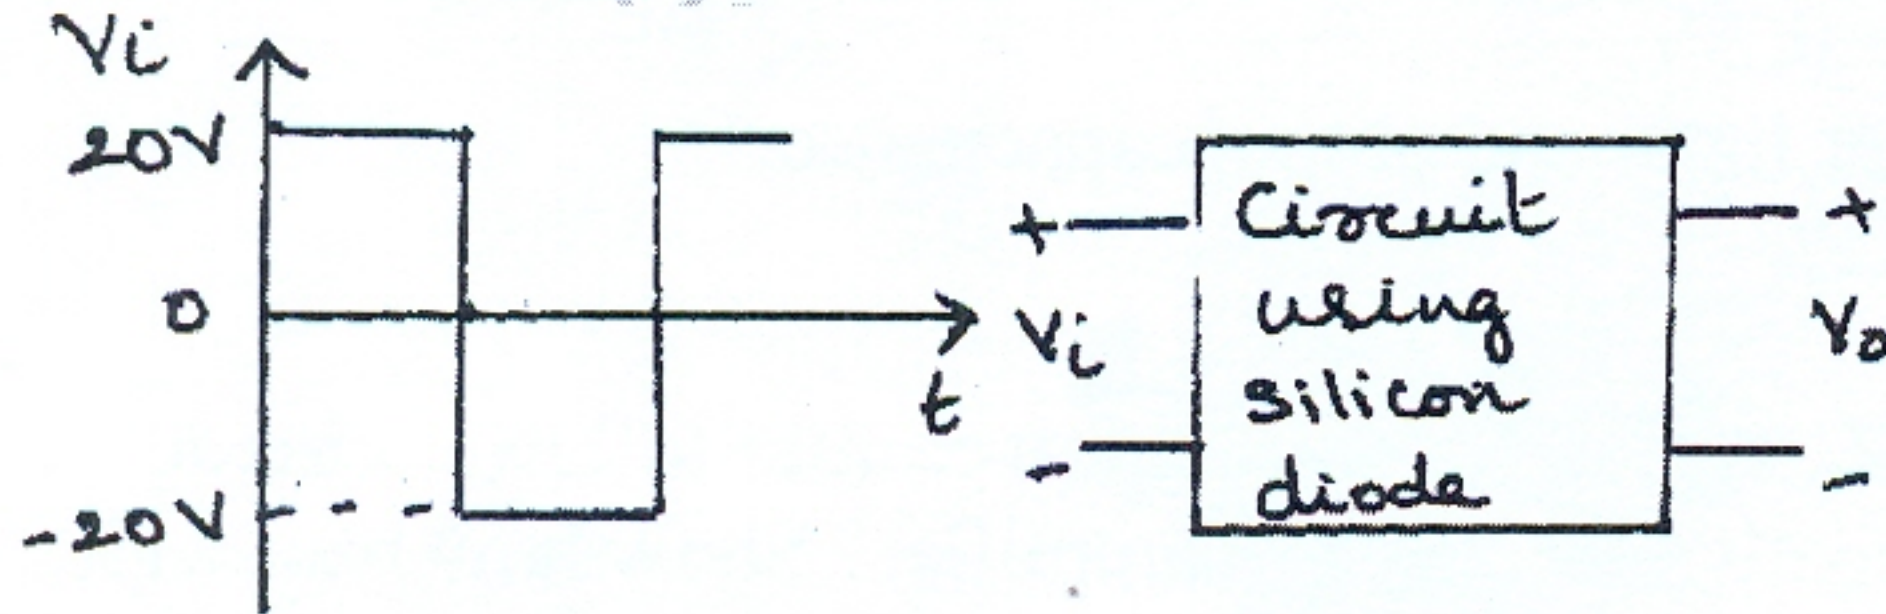 Vi
20V
0
-20V
t
+
Vi
-
Circuit
using
silicon
diode
+
Vo
-